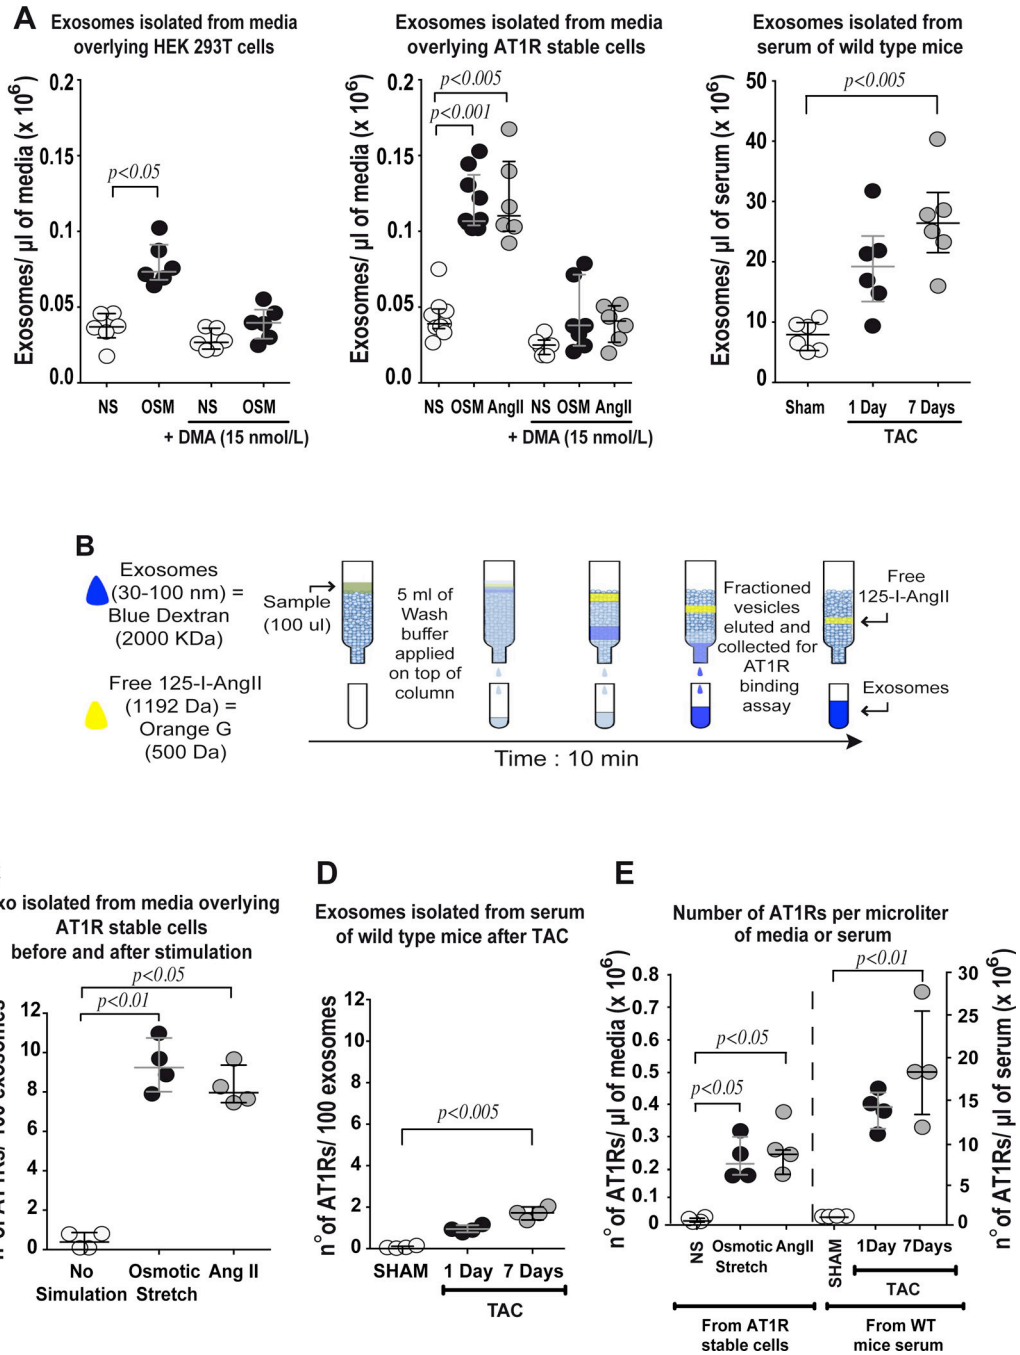 A
Exosomes isolated from media
overlying HEK 293T cells
Exosomes/ µl of media (x 10⁶)
0.2
0.15
0.1
0.05
0.0
p<0.05
NS OSM NS OSM
+ DMA (15 nmol/L)
Exosomes isolated from media
overlying AT1R stable cells
Exosomes/ µl of media (x 10⁶)
0.2
0.15
0.1
0.05
0.0
p<0.005
p<0.001
NS OSM AngII NS OSM AngII
+ DMA (15 nmol/L)
Exosomes isolated from
serum of wild type mice
Exosomes/ µl of serum (x 10⁶)
50
40
30
20
10
0
p<0.005
Sham 1 Day 7 Days
TAC
B
Exosomes
(30-100 nm) =
Blue Dextran
(2000 KDa)
Free 125-I-AngII
(1192 Da) =
Orange G
(500 Da)
Sample
(100 ul)
5 ml of
Wash
buffer
applied
on top of
column
Fractioned
vesicles
eluted and
collected for
AT1R
binding
assay
Free
125-I-AngII
Exosomes
Time : 10 min
xo isolated from media overlying
AT1R stable cells
before and after stimulation
12
10
8
6
4
2
0
p<0.05
p<0.01
No
Simulation
Osmotic
Stretch
Ang II
D
Exosomes isolated from serum
of wild type mice after TAC
n° of AT1Rs/ 100 exosomes
12
10
8
6
4
2
0
p<0.005
SHAM 1 Day 7 Days
TAC
E
Number of AT1Rs per microliter
of media or serum
n° of AT1Rs/ µl of media (x 10⁶)
0.8
0.7
0.6
0.5
0.4
0.3
0.2
0.1
0
p<0.05
p<0.05
p<0.01
30
25
20
15
10
5
0
n° of AT1Rs/ µl of serum (x 10⁶)
NS
Osmotic
Stretch
AngII
SHAM
1Day 7Days
TAC
From AT1R
stable cells
From WT
mice serum